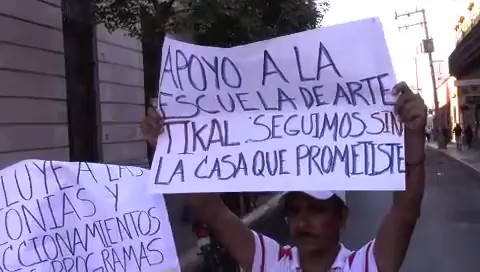 APOYO A LA
ESCUELA DE ARTE
TIKAL. SEGUIMOS SIN
LA CASA QUE PROMETISTE
LUYE A LAS
ONIAS Y
CCIONAMIENTOS
PROGRAMAS